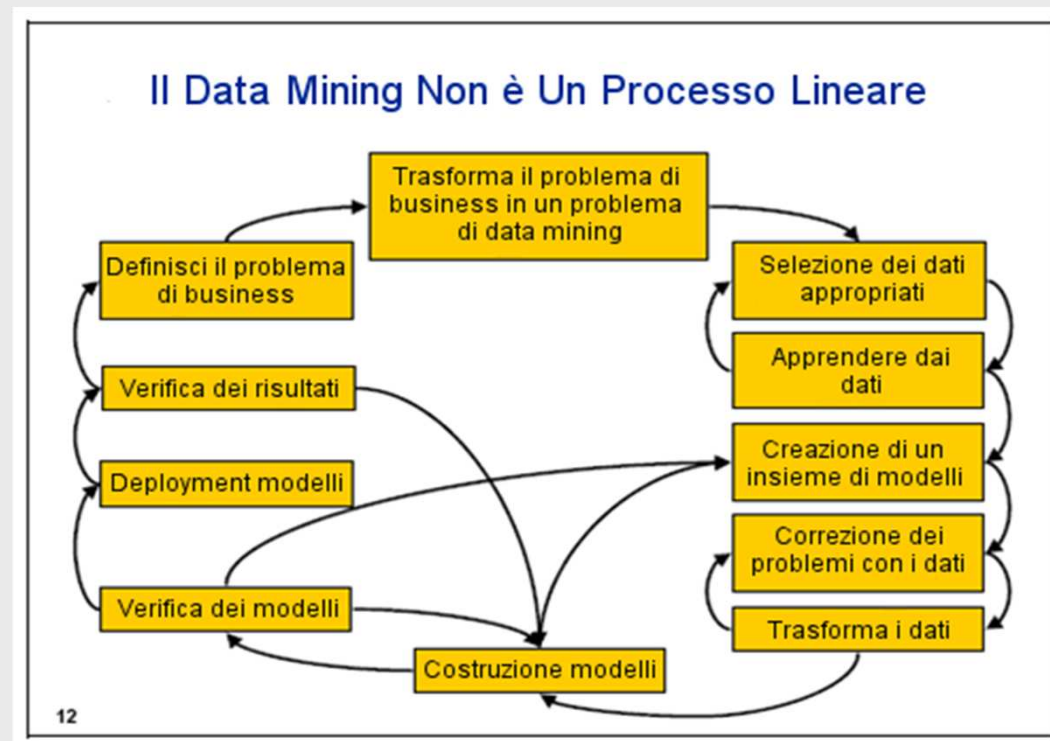 Il Data Mining Non è Un Processo Lineare
Trasforma il problema di
business in un problema
di data mining
Definisci il problema
di business
Selezione dei dati
appropriati
Verifica dei risultati
Apprendere dai
dati
Deployment modelli
Creazione di un
insieme di modelli
Correzione dei
problemi con i dati
Verifica dei modelli
Trasforma i dati
Costruzione modelli
12